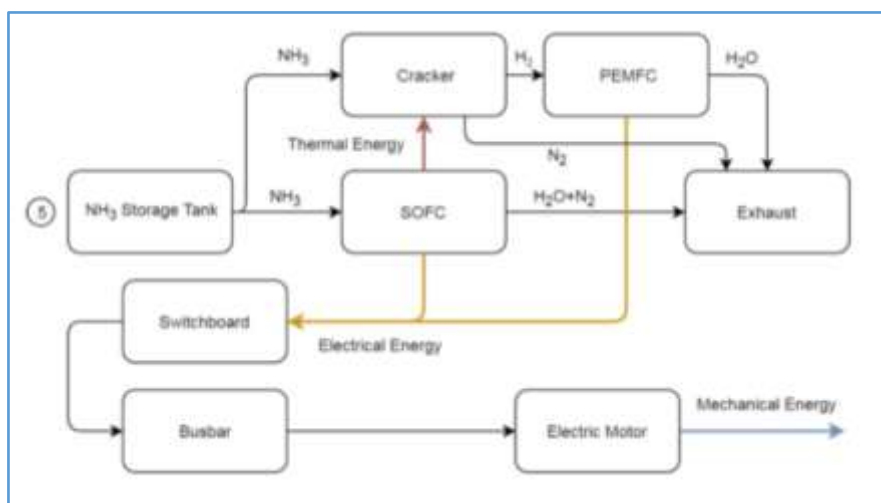 NH₃
Cracker
H₂
PEMFC
H₂O
Thermal Energy
N₂
5
NH₃ Storage Tank
NH₃
SOFC
H₂O+N₂
Exhaust
Switchboard
Electrical Energy
Busbar
Electric Motor
Mechanical Energy